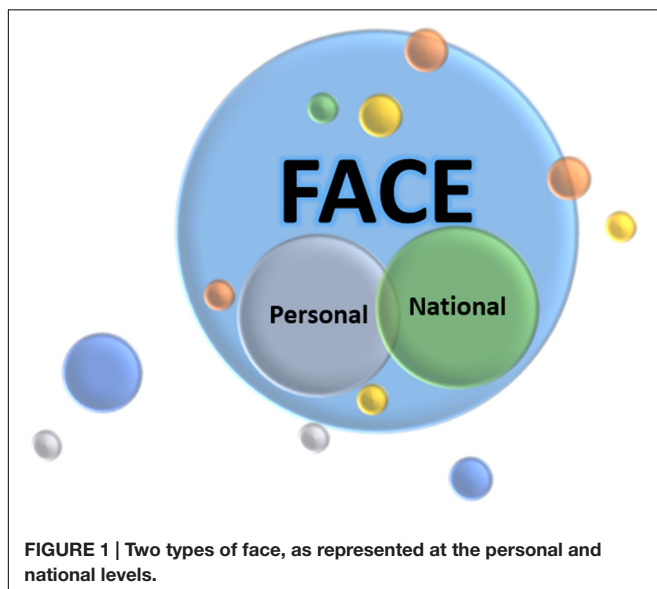 FACE
Personal
National
FIGURE 1 | Two types of face, as represented at the personal and
national levels.